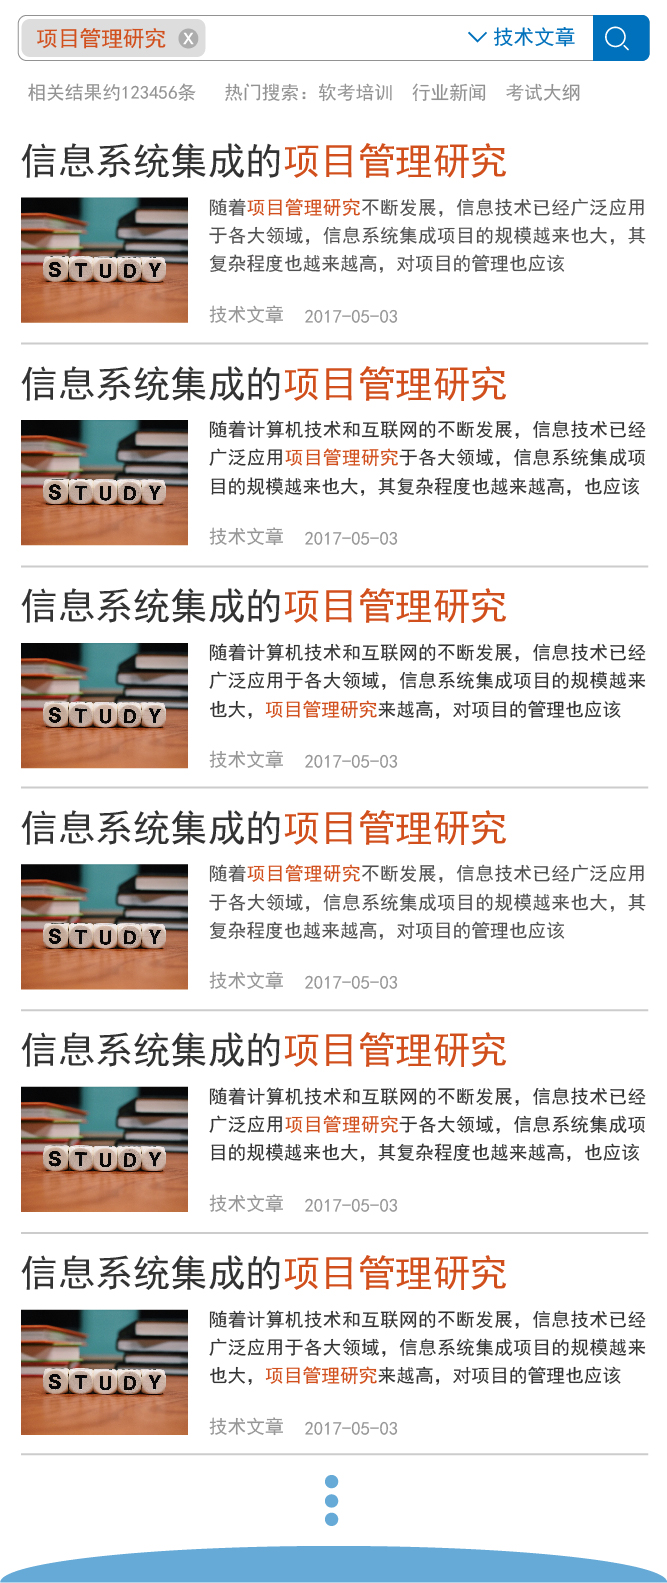 项目管理研究 X 技术文章
相关结果约123456条 热门搜索：软考培训 行业新闻 考试大纲
信息系统集成的项目管理研究
随着项目管理研究不断发展，信息技术已经广泛应用
于各大领域，信息系统集成项目的规模越来也大，其
复杂程度也越来越高，对项目的管理也应该
STUDY
技术文章 2017-05-03
信息系统集成的项目管理研究
随着计算机技术和互联网的不断发展，信息技术已经
广泛应用项目管理研究于各大领域，信息系统集成项
目的规模越来也大，其复杂程度也越来越高，也应该
STUDY
技术文章 2017-05-03
信息系统集成的项目管理研究
随着计算机技术和互联网的不断发展，信息技术已经
广泛应用于各大领域，信息系统集成项目的规模越来
也大，项目管理研究来越高，对项目的管理也应该
STUDY
技术文章 2017-05-03
信息系统集成的项目管理研究
随着项目管理研究不断发展，信息技术已经广泛应用
于各大领域，信息系统集成项目的规模越来也大，其
复杂程度也越来越高，对项目的管理也应该
STUDY
技术文章 2017-05-03
信息系统集成的项目管理研究
随着计算机技术和互联网的不断发展，信息技术已经
广泛应用项目管理研究于各大领域，信息系统集成项
目的规模越来也大，其复杂程度也越来越高，也应该
STUDY
技术文章 2017-05-03
信息系统集成的项目管理研究
随着计算机技术和互联网的不断发展，信息技术已经
广泛应用于各大领域，信息系统集成项目的规模越来
也大，项目管理研究来越高，对项目的管理也应该
STUDY
技术文章 2017-05-03